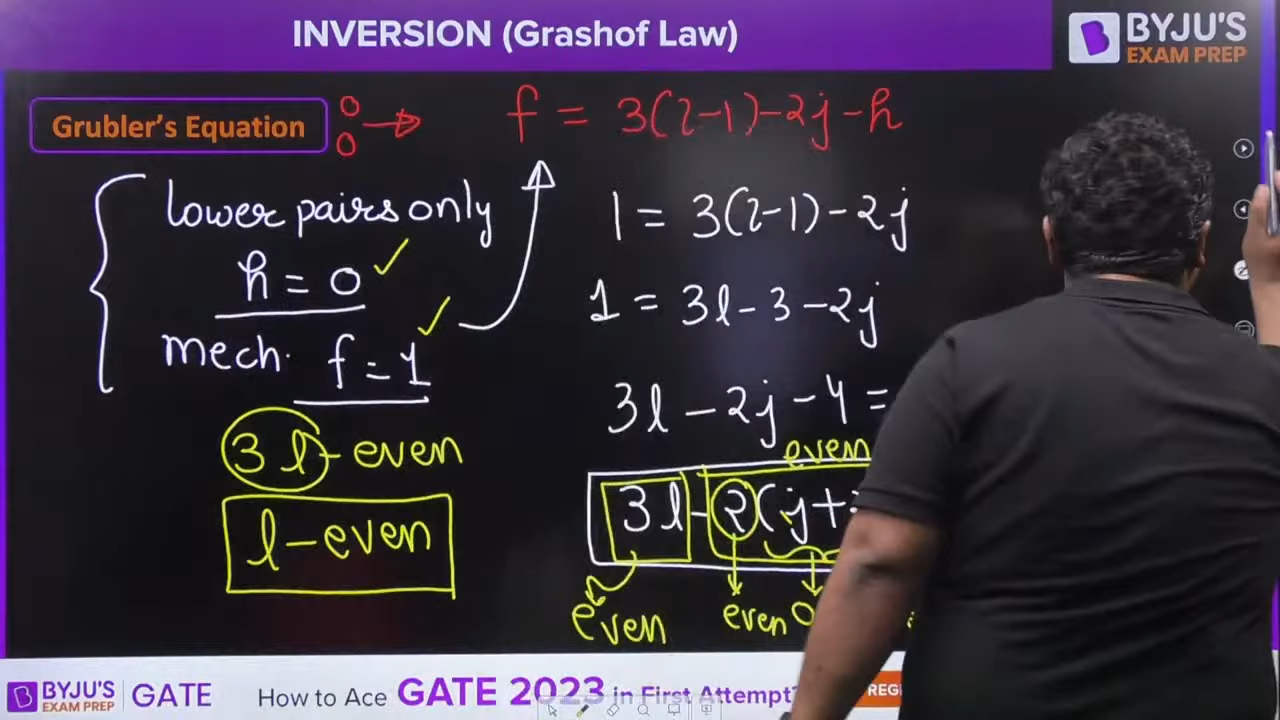 INVERSION (Grashof Law)
BYJU'S
EXAM PREP
Grubler's Equation
f = 3(l-1)-2j-h
lower pairs only
h = 0 ✓
mech. f = 1 ✓
3l-even
l-even
1 = 3(l-1)-2j
1 = 3l-3-2j
3l-2j-4=
even
3l-2(j+
even
even
BYJU'S
EXAM PREP
GATE
How to Ace GATE 2023 in First Attempt?